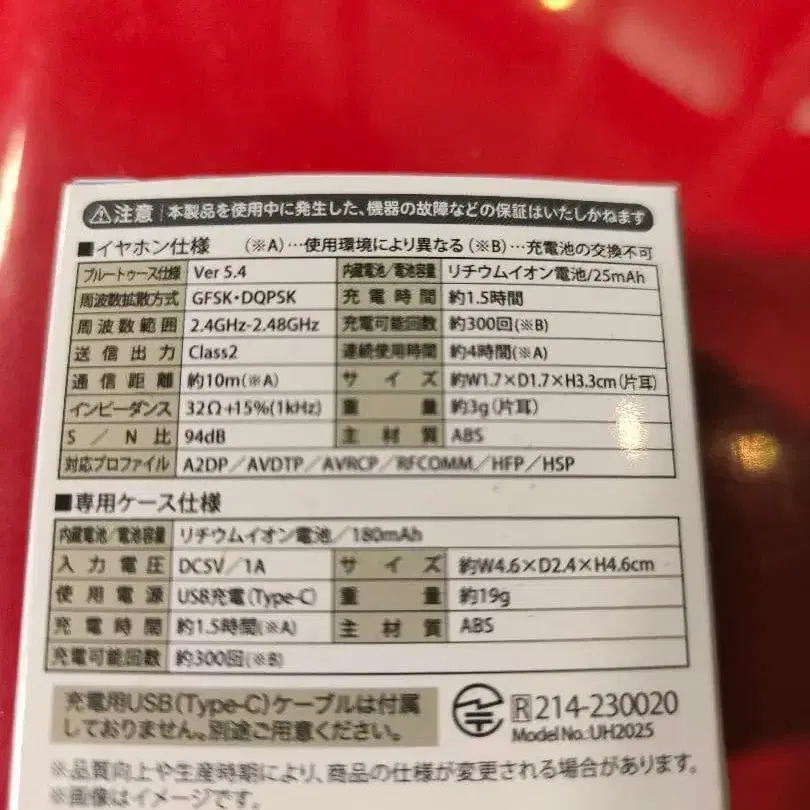 ⚠注意 本製品を使用中に発生した、機器の故障などの保証はいたしかねます
■イヤホン仕様 (※A)…使用環境により異なる (※B)…充電池の交換不可
ブルートゥース仕様 Ver 5.4 内蔵電池/電池容量 リチウムイオン電池/25mAh
周波数拡散方式 GFSK・DQPSK 充電時間 約1.5時間
周波数範囲 2.4GHz-2.48GHz 充電可能回数 約300回(※B)
送信出力 Class2 連続使用時間 約4時間(※A)
通信距離 約10m(※A) サイズ 約W1.7×D1.7×H3.3cm(片耳)
インピーダンス 32Ω+15%(1kHz) 重量 約3g(片耳)
S/N比 94dB 主材質 ABS
対応プロファイル A2DP/AVDTP/AVRCP/RFCOMM/HFP/HSP
■専用ケース仕様
内蔵電池/電池容量 リチウムイオン電池/180mAh
入力電圧 DC5V/1A サイズ 約W4.6×D2.4×H4.6cm
使用電源 USB充電(Type-C) 重量 約19g
充電時間 約1.5時間(※A) 主材質 ABS
充電可能回数 約300回(※B)
充電用USB(Type-C)ケーブルは付属
しておりません、別途ご用意ください。
R 214-230020
Model No.:UH2025
※品質向上や生産時期により、商品の仕様が変更される場合があります。
※画像はイメージです。